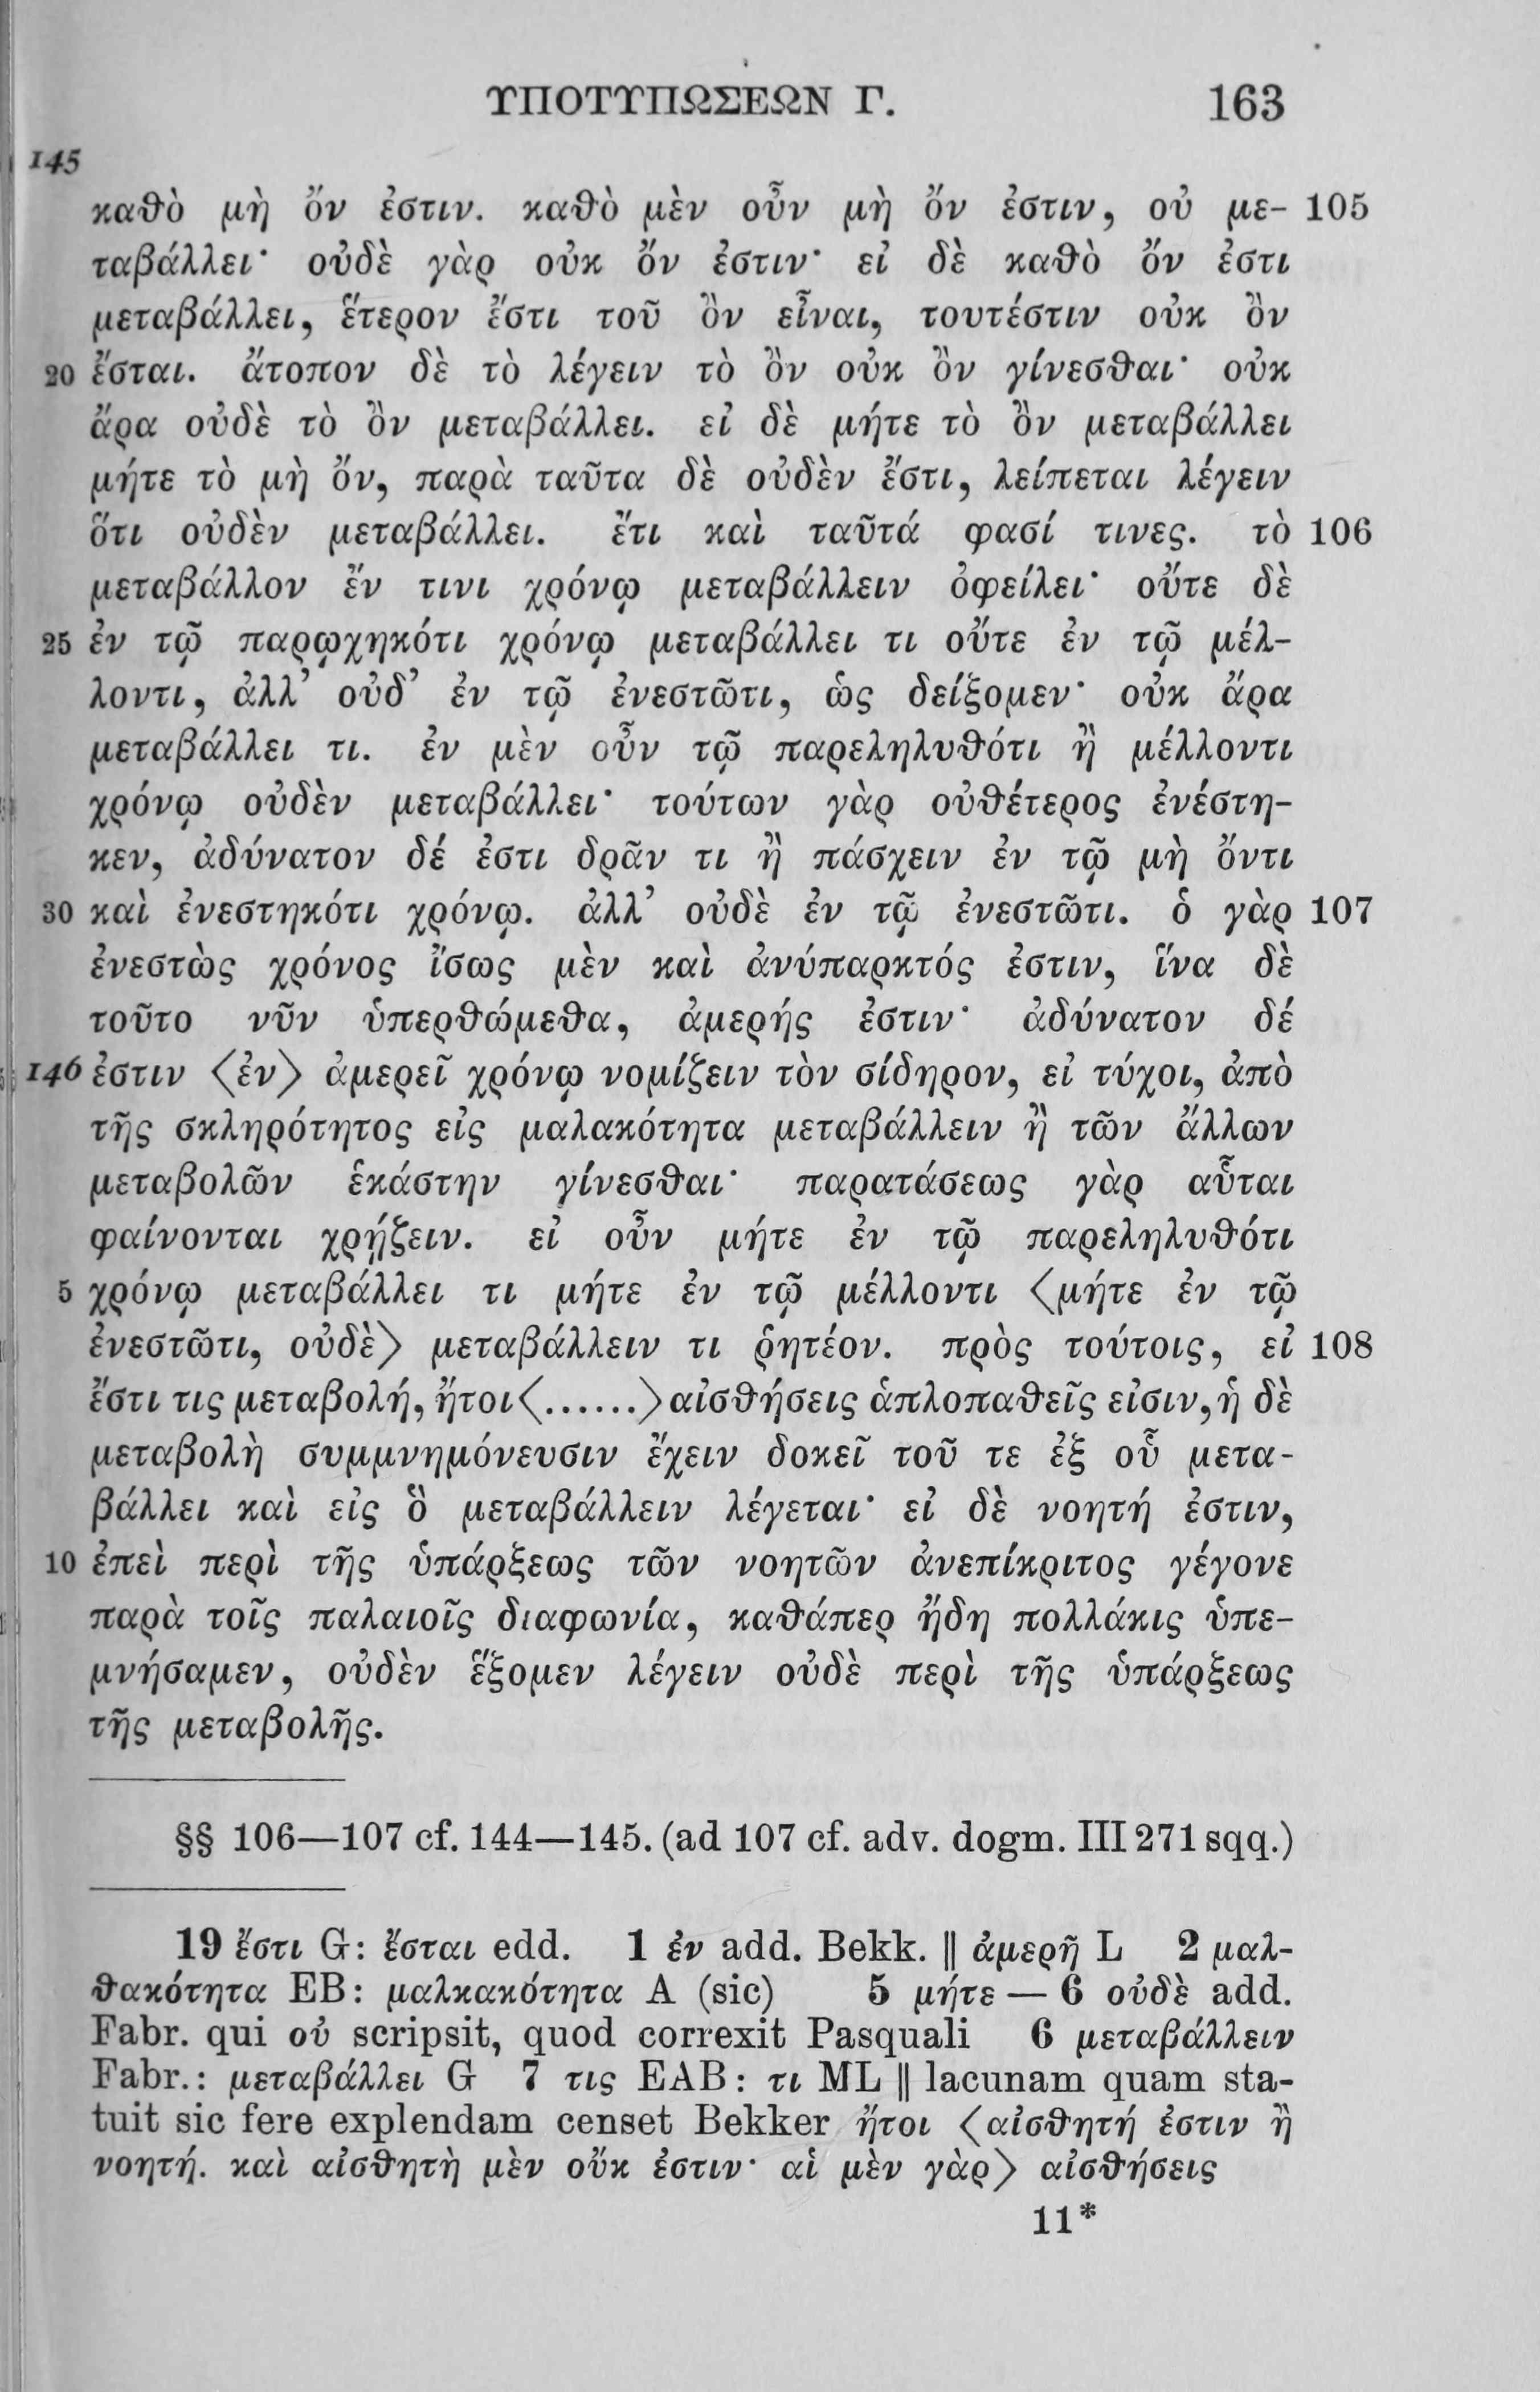 ΥΠΟΤΥΠΩΣΕΩΝ Γ. 163
145
καθὸ μὴ ὄν ἐστιν. καθὸ μὲν οὖν μὴ ὄν ἐστιν, οὐ με- 105
ταβάλλει· οὐδὲ γὰρ οὐκ ὄν ἐστιν· εἰ δὲ καθὸ ὄν ἐστι
μεταβάλλει, ἕτερον ἔστι τοῦ ὂν εἶναι, τουτέστιν οὐκ ὂν
20 ἔσται. ἄτοπον δὲ τὸ λέγειν τὸ ὂν οὐκ ὂν γίνεσθαι· οὐκ
ἄρα οὐδὲ τὸ ὂν μεταβάλλει. εἰ δὲ μήτε τὸ ὂν μεταβάλλει
μήτε τὸ μὴ ὄν, παρὰ ταῦτα δὲ οὐδὲν ἔστι, λείπεται λέγειν
ὅτι οὐδὲν μεταβάλλει. ἔτι καὶ ταῦτά φασί τινες. τὸ 106
μεταβάλλον ἔν τινι χρόνῳ μεταβάλλειν ὀφείλει· οὔτε δὲ
25 ἐν τῷ παρῳχηκότι χρόνῳ μεταβάλλει τι οὔτε ἐν τῷ μέλ-
λοντι, ἀλλ’ οὐδ’ ἐν τῷ ἐνεστῶτι, ὡς δείξομεν· οὐκ ἄρα
μεταβάλλει τι. ἐν μὲν οὖν τῷ παρεληλυθότι ἢ μέλλοντι
χρόνῳ οὐδὲν μεταβάλλει· τούτων γὰρ οὐθέτερος ἐνέστη-
κεν, ἀδύνατον δέ ἐστι δρᾶν τι ἢ πάσχειν ἐν τῷ μὴ ὄντι
30 καὶ ἐνεστηκότι χρόνῳ. ἀλλ’ οὐδὲ ἐν τῷ ἐνεστῶτι. ὁ γὰρ 107
ἐνεστὼς χρόνος ἴσως μὲν καὶ ἀνύπαρκτός ἐστιν, ἵνα δὲ
τοῦτο νῦν ὑπερθώμεθα, ἀμερής ἐστιν· ἀδύνατον δέ
146 ἐστιν ⟨ἐν⟩ ἀμερεῖ χρόνῳ νομίζειν τὸν σίδηρον, εἰ τύχοι, ἀπὸ
τῆς σκληρότητος εἰς μαλακότητα μεταβάλλειν ἢ τῶν ἄλλων
μεταβολῶν ἑκάστην γίνεσθαι· παρατάσεως γὰρ αὗται
φαίνονται χρῄζειν. εἰ οὖν μήτε ἐν τῷ παρεληλυθότι
5 χρόνῳ μεταβάλλει τι μήτε ἐν τῷ μέλλοντι ⟨μήτε ἐν τῷ
ἐνεστῶτι, οὐδὲ⟩ μεταβάλλειν τι ῥητέον. πρὸς τούτοις, εἰ 108
ἔστι τις μεταβολή, ἤτοι⟨......⟩αἰσθήσεις ἁπλοπαθεῖς εἰσιν, ἡ δὲ
μεταβολὴ συμμνημόνευσιν ἔχειν δοκεῖ τοῦ τε ἐξ οὗ μετα-
βάλλει καὶ εἰς ὃ μεταβάλλειν λέγεται· εἰ δὲ νοητή ἐστιν,
10 ἐπεὶ περὶ τῆς ὑπάρξεως τῶν νοητῶν ἀνεπίκριτος γέγονε
παρὰ τοῖς παλαιοῖς διαφωνία, καθάπερ ἤδη πολλάκις ὑπε-
μνήσαμεν, οὐδὲν ἕξομεν λέγειν οὐδὲ περὶ τῆς ὑπάρξεως
τῆς μεταβολῆς.
§§ 106—107 cf. 144—145. (ad 107 cf. adv. dogm. III 271 sqq.)
19 ἔστι G: ἔσται edd. 1 ἐν add. Bekk. || ἀμερῆ L 2 μαλ-
θακότητα EB: μαλκακότητα A (sic) 5 μήτε — 6 οὐδὲ add.
Fabr. qui οὐ scripsit, quod correxit Pasquali 6 μεταβάλλειν
Fabr.: μεταβάλλει G 7 τις EAB: τι ML || lacunam quam sta-
tuit sic fere explendam censet Bekker ἤτοι ⟨αἰσθητή ἐστιν ἢ
νοητή. καὶ αἰσθητὴ μὲν οὔκ ἐστιν· αἱ μὲν γὰρ⟩ αἰσθήσεις
11*